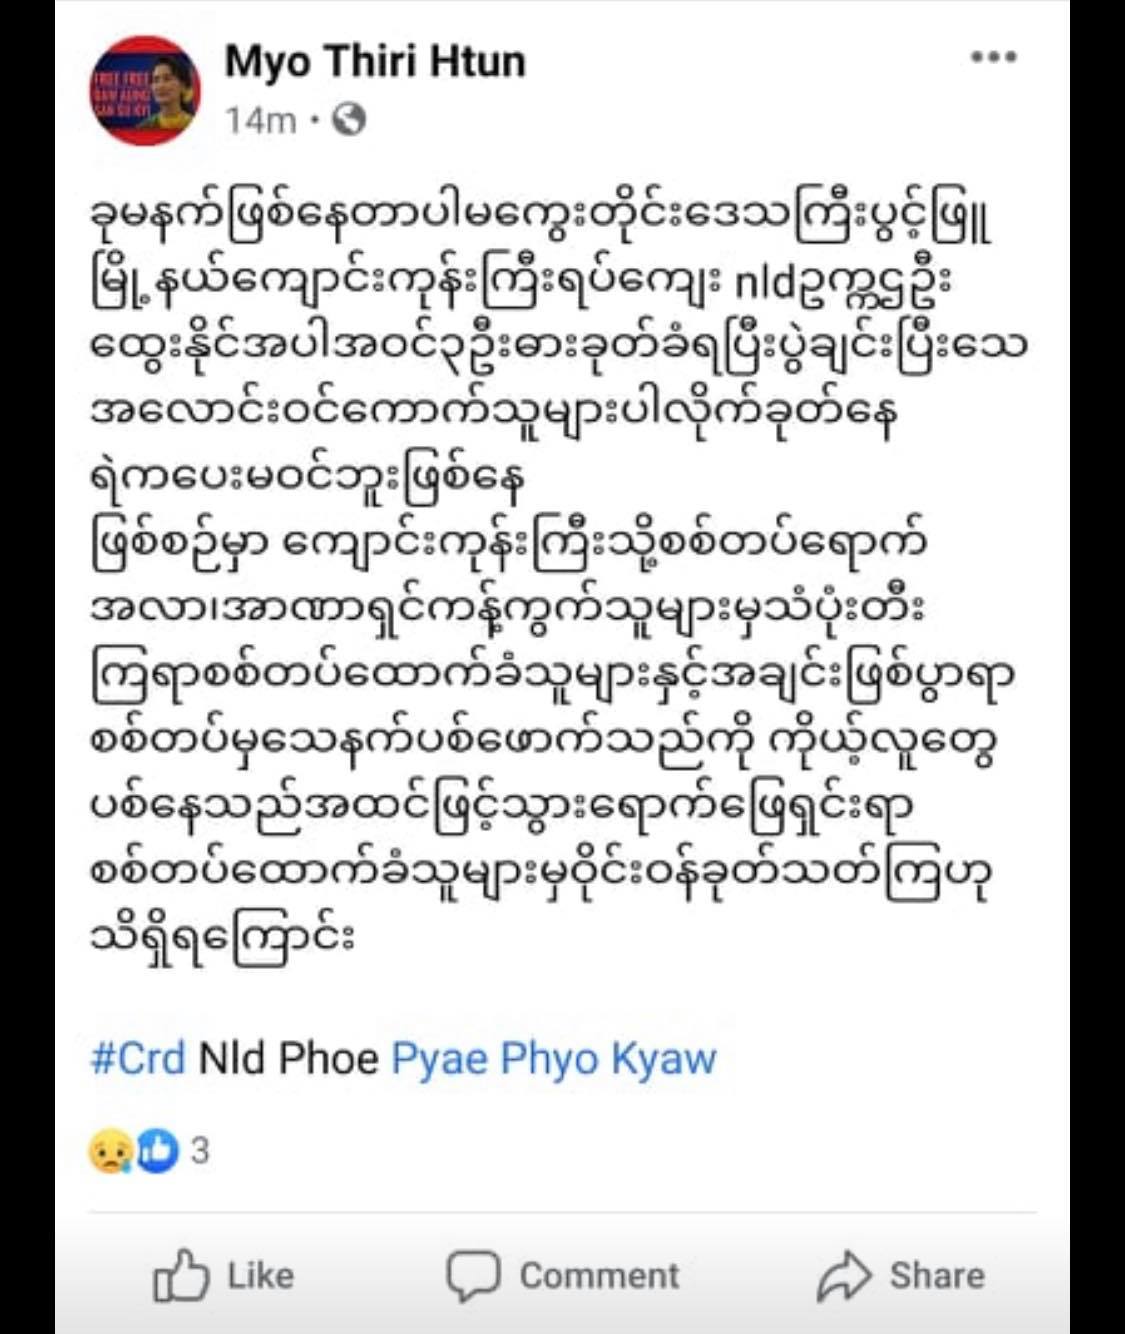 Myo Thiri Htun
14m
FREE FREE
DAW AUNG
SAN SU KYI
ခုမနက်ဖြစ်နေတာပါမကွေးတိုင်းဒေသကြီးပွင့်ဖြူ
မြို့နယ်ကျောင်းကုန်းကြီးရပ်ကျေး nldဥက္ကဌဦး
ထွေးနိုင်အပါအဝင်၃ဦးဓားခုတ်ခံရပြီးပွဲချင်းပြီးသေ
အလောင်းဝင်ကောက်သူများပါလိုက်ခုတ်နေ
ရဲကပေးမဝင်ဘူးဖြစ်နေ
ဖြစ်စဉ်မှာ ကျောင်းကုန်းကြီးသို့စစ်တပ်ရောက်
အလာ၊အာဏာရှင်ကန့်ကွက်သူများမှသံပုံးတီး
ကြရာစစ်တပ်ထောက်ခံသူများနှင့်အချင်းဖြစ်ပွာရာ
စစ်တပ်မှသေနက်ပစ်ဖောက်သည်ကို ကိုယ့်လူတွေ
ပစ်နေသည်အထင်ဖြင့်သွားရောက်ဖြေရှင်းရာ
စစ်တပ်ထောက်ခံသူများမှဝိုင်းဝန်ခုတ်သတ်ကြဟု
သိရှိရကြောင်း
#Crd Nld Phoe Pyae Phyo Kyaw
3
Like Comment Share